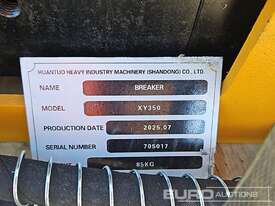 HUANTUO HEAVY INDUSTRY MACHINERY (SHANDONG) CO., LTD.
NAME BREAKER
MODEL XY350
PRODUCTION DATE 2025.07
SERIAL NUMBER 705017
85KG
EURO
AUCTIONS